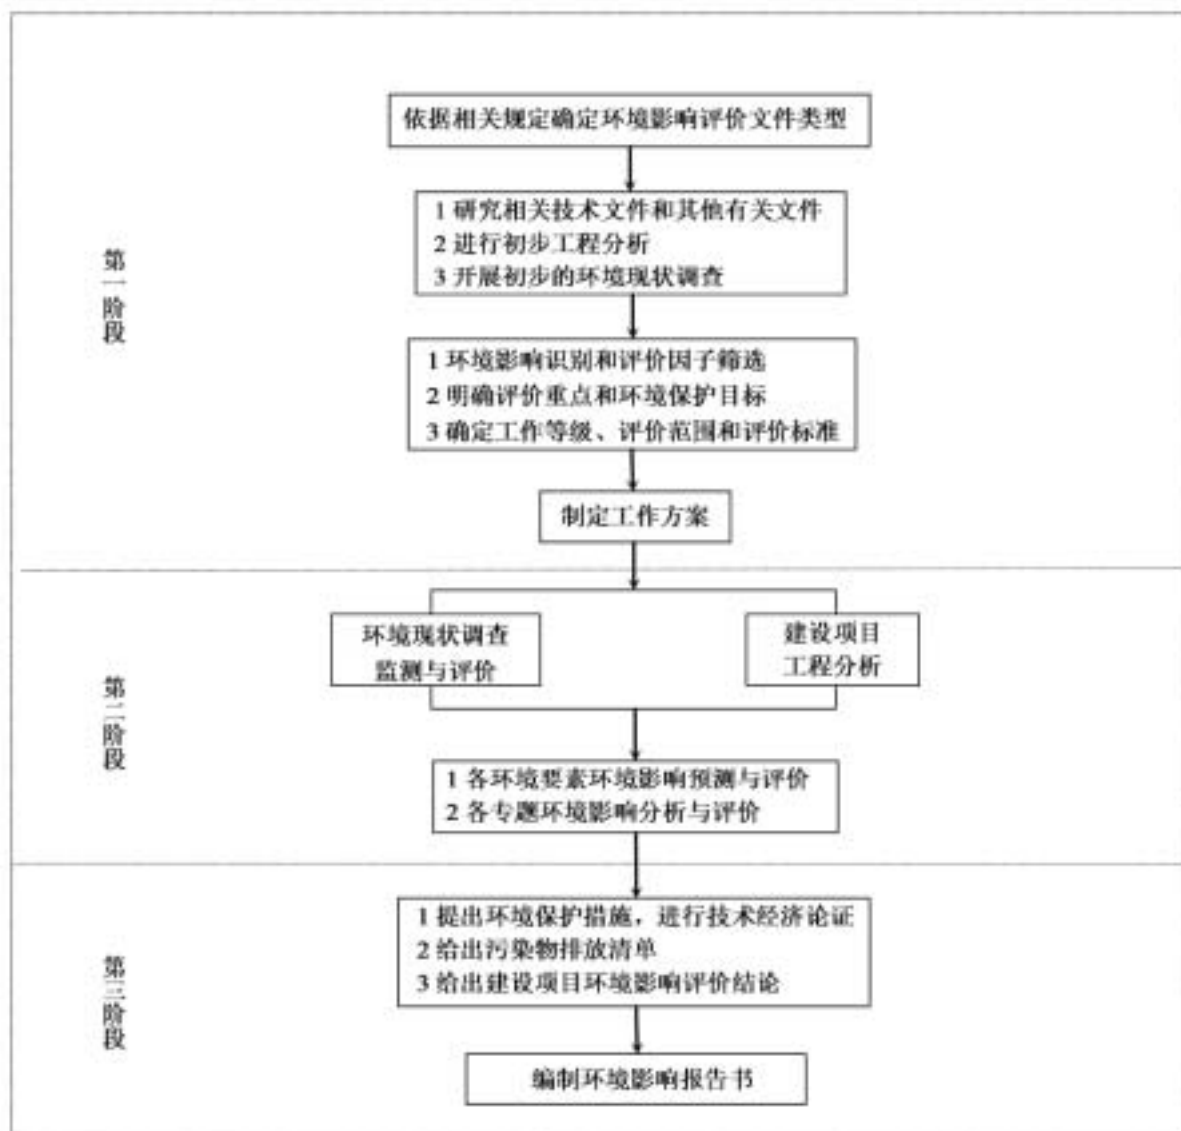 依据相关规定确定环境影响评价文件类型
1 研究相关技术文件和其他有关文件
2 进行初步工程分析
3 开展初步的环境现状调查
第一阶段
1 环境影响识别和评价因子筛选
2 明确评价重点和环境保护目标
3 确定工作等级、评价范围和评价标准
制定工作方案
环境现状调查
监测与评价
建设项目
工程分析
第二阶段
1 各环境要素环境影响预测与评价
2 各专题环境影响分析与评价
1 提出环境保护措施，进行技术经济论证
2 给出污染物排放清单
3 给出建设项目环境影响评价结论
第三阶段
编制环境影响报告书